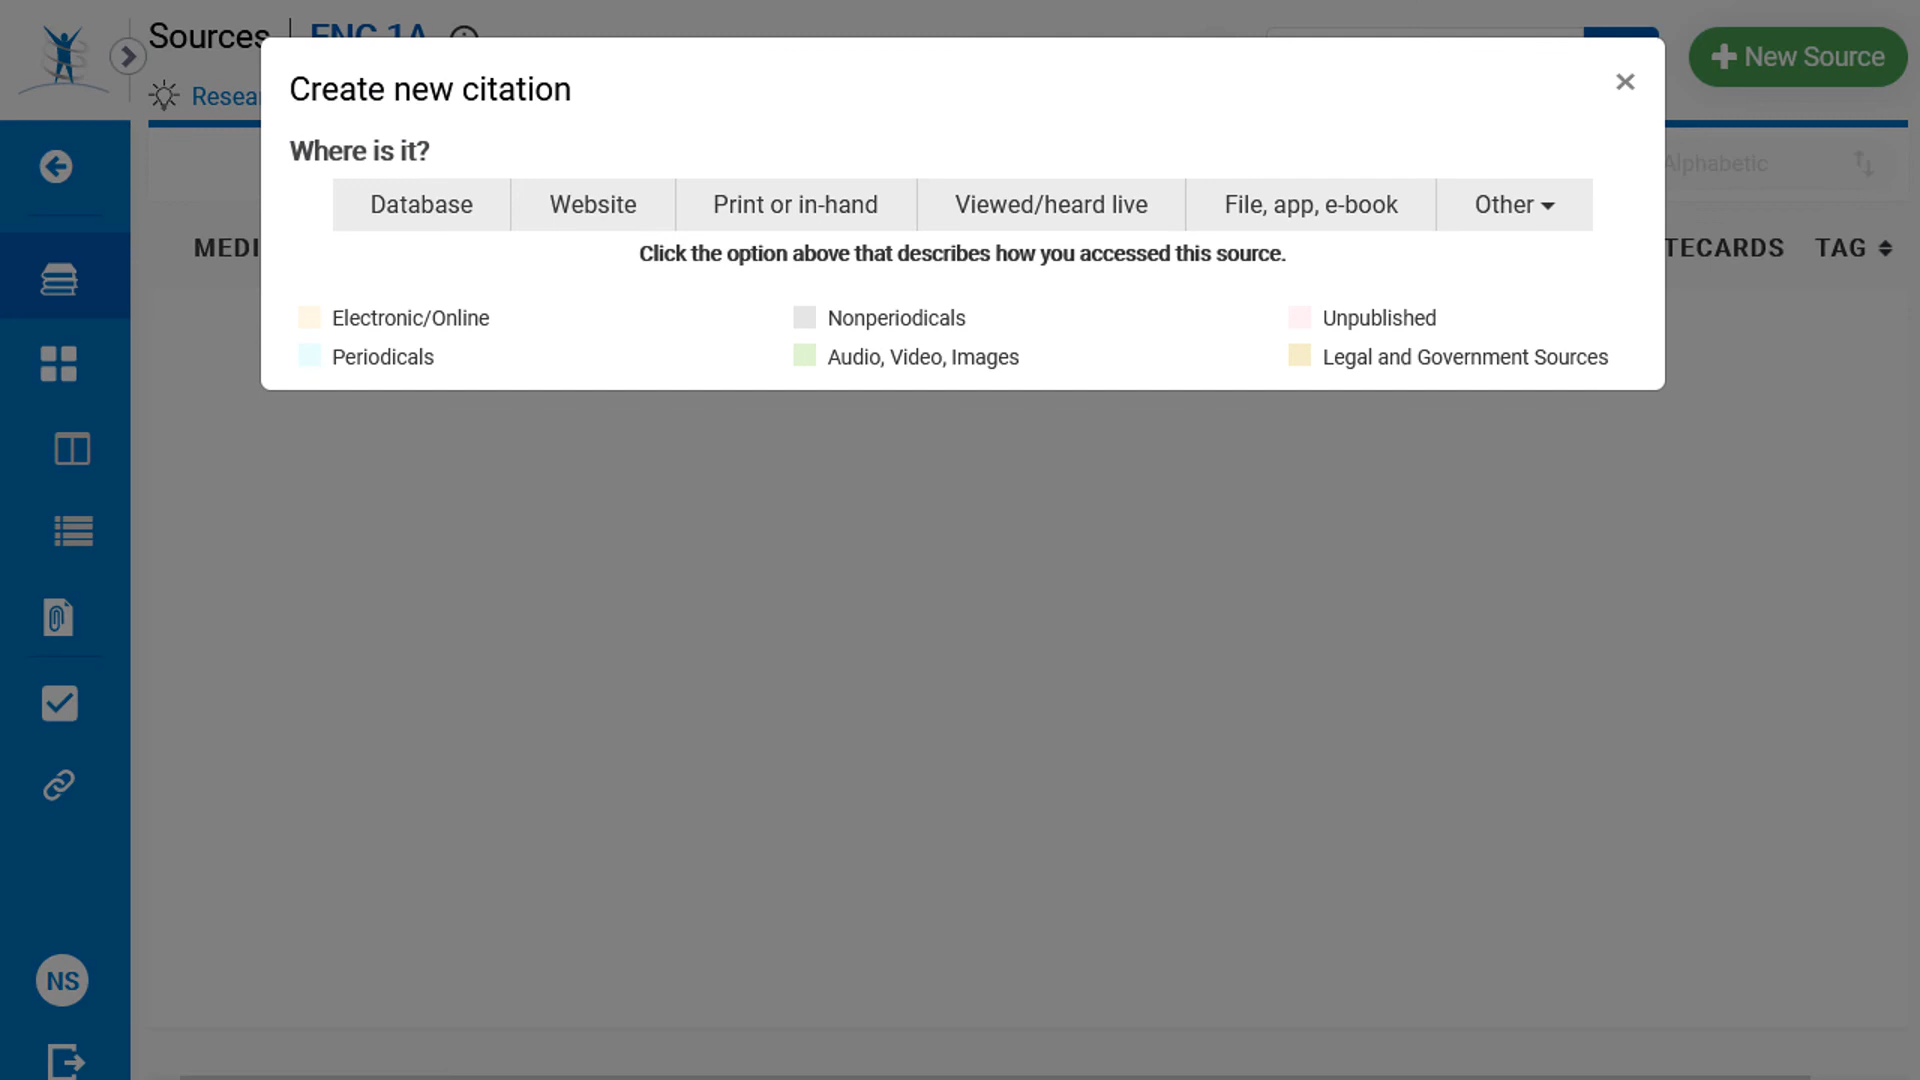 Sources | ENG 1A
New Source
Resea
Create new citation
Where is it?
Database Website Print or in-hand Viewed/heard live File, app, e-book Other
Click the option above that describes how you accessed this source.
Electronic/Online Nonperiodicals Unpublished
Periodicals Audio, Video, Images Legal and Government Sources
Alphabetic
MEDI TECARDS TAG
NS